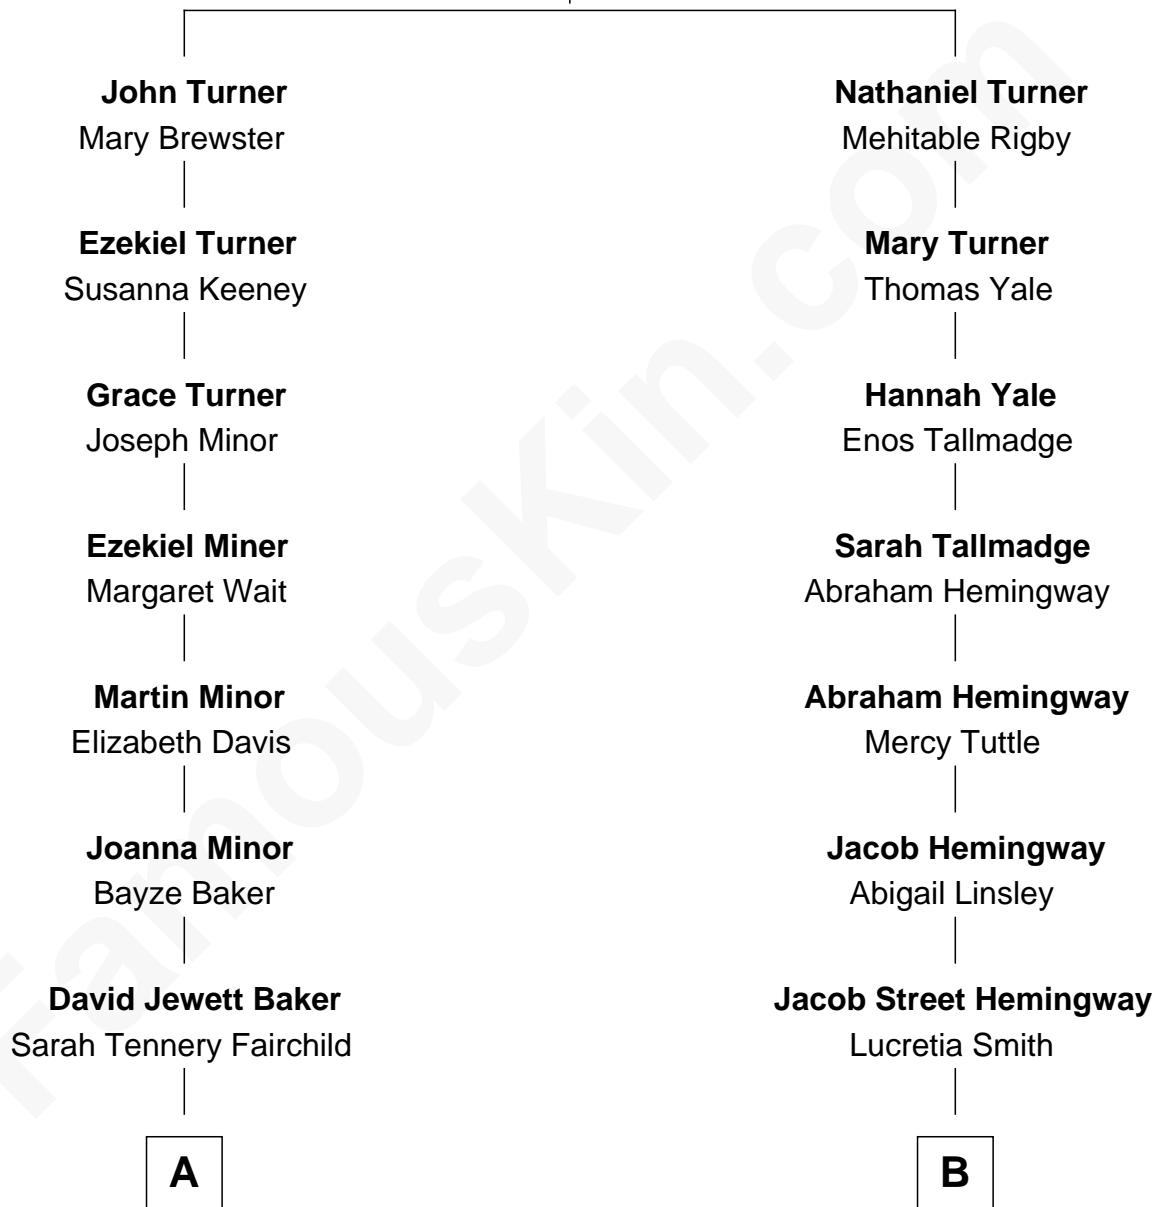 John Turner
Mary Brewster
Ezekiel Turner
Susanna Keeney
Grace Turner
Joseph Minor
Ezekiel Miner
Margaret Wait
Martin Minor
Elizabeth Davis
Joanna Minor
Bayze Baker
David Jewett Baker
Sarah Tennery Fairchild
A
Nathaniel Turner
Mehitable Rigby
Mary Turner
Thomas Yale
Hannah Yale
Enos Tallmadge
Sarah Tallmadge
Abraham Hemingway
Abraham Hemingway
Mercy Tuttle
Jacob Hemingway
Abigail Linsley
Jacob Street Hemingway
Lucretia Smith
B
FamousKin.com